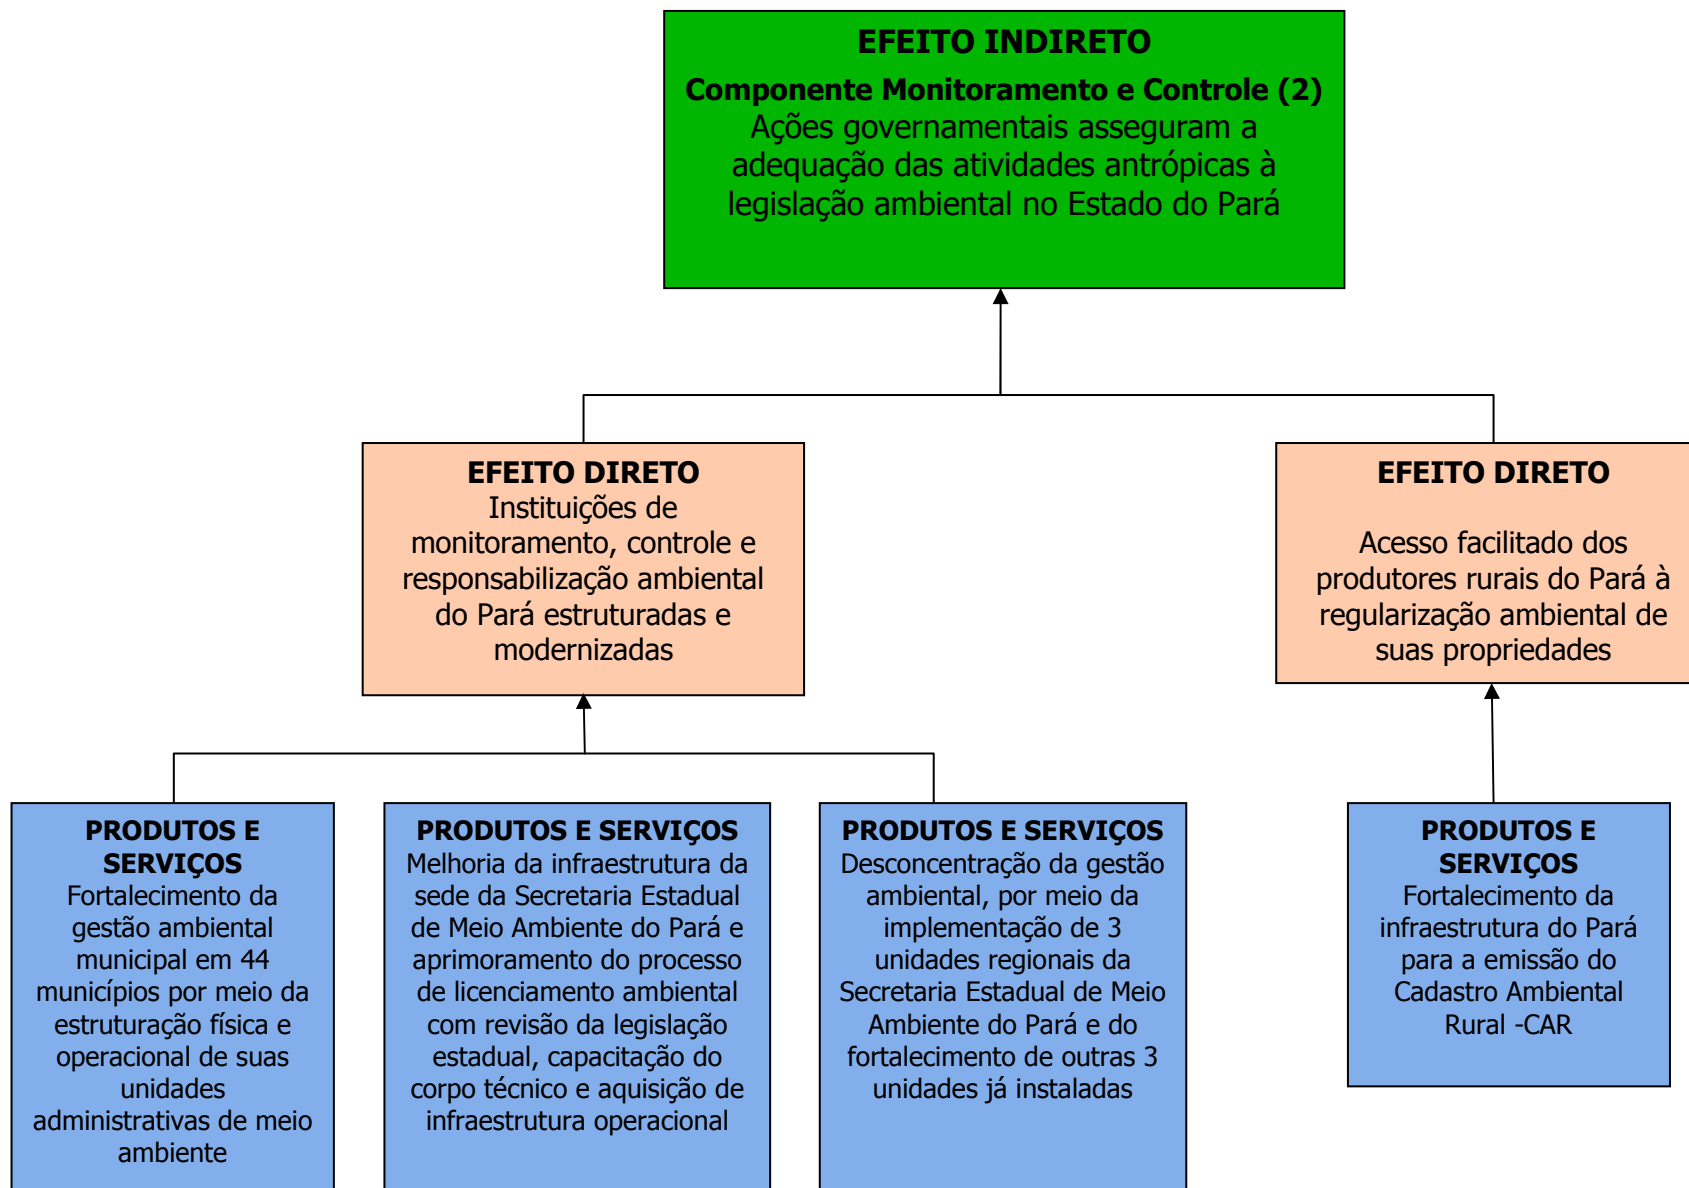 EFEITO INDIRETO
Componente Monitoramento e Controle (2)
Ações governamentais asseguram a
adequação das atividades antrópicas à
legislação ambiental no Estado do Pará
EFEITO DIRETO
Instituições de
monitoramento, controle e
responsabilização ambiental
do Pará estruturadas e
modernizadas
EFEITO DIRETO
Acesso facilitado dos
produtores rurais do Pará à
regularização ambiental de
suas propriedades
PRODUTOS E
SERVIÇOS
Fortalecimento da
gestão ambiental
municipal em 44
municípios por meio da
estruturação física e
operacional de suas
unidades
administrativas de meio
ambiente
PRODUTOS E SERVIÇOS
Melhoria da infraestrutura da
sede da Secretaria Estadual
de Meio Ambiente do Pará e
aprimoramento do processo
de licenciamento ambiental
com revisão da legislação
estadual, capacitação do
corpo técnico e aquisição de
infraestrutura operacional
PRODUTOS E SERVIÇOS
Desconcentração da gestão
ambiental, por meio da
implementação de 3
unidades regionais da
Secretaria Estadual de Meio
Ambiente do Pará e do
fortalecimento de outras 3
unidades já instaladas
PRODUTOS E
SERVIÇOS
Fortalecimento da
infraestrutura do Pará
para a emissão do
Cadastro Ambiental
Rural -CAR